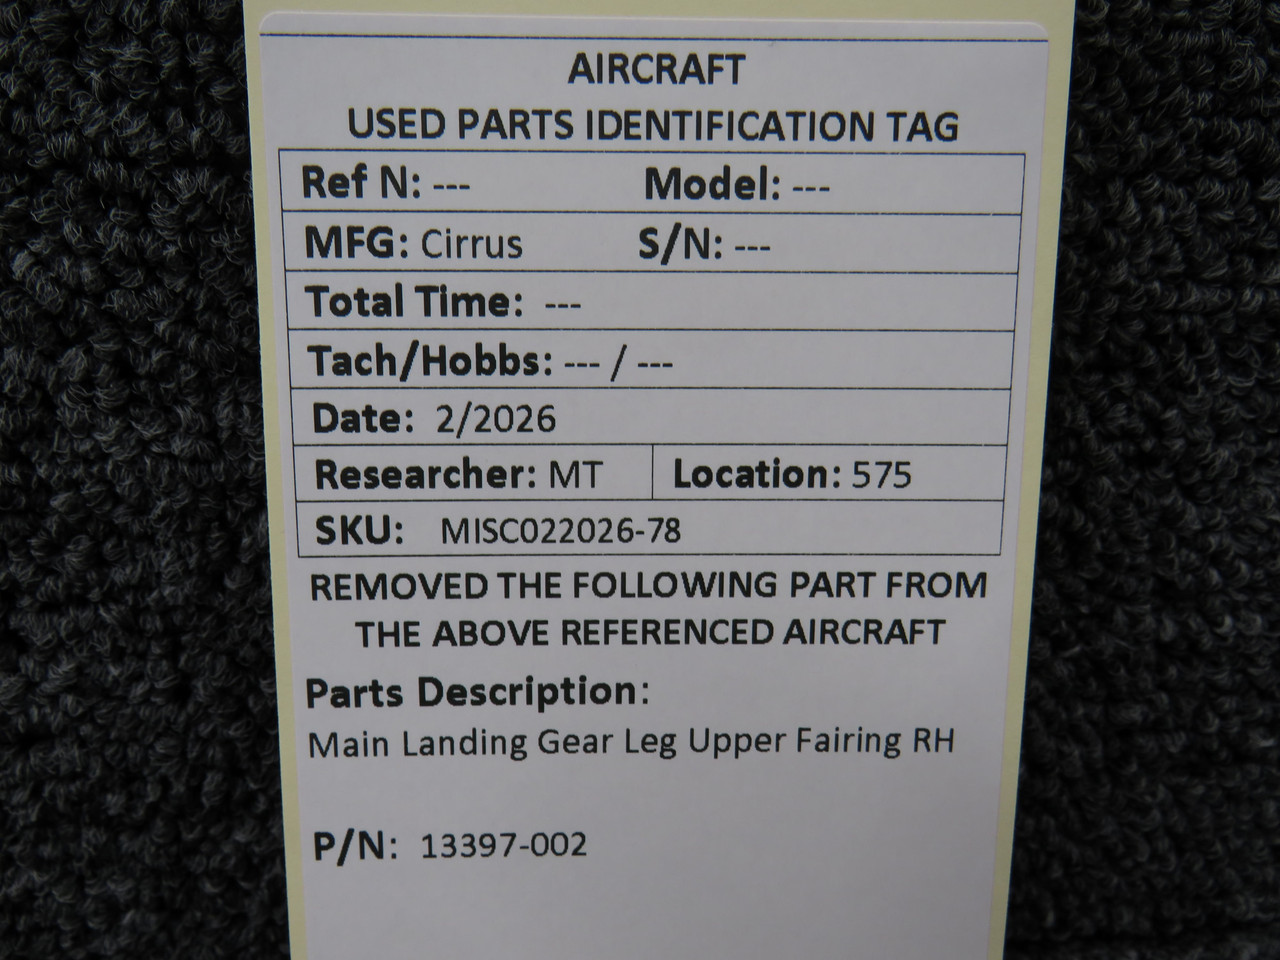 AIRCRAFT
USED PARTS IDENTIFICATION TAG
Ref N: --- Model: ---
MFG: Cirrus S/N: ---
Total Time: ---
Tach/Hobbs: --- / ---
Date: 2/2026
Researcher: MT Location: 575
SKU: MISC022026-78
REMOVED THE FOLLOWING PART FROM
THE ABOVE REFERENCED AIRCRAFT
Parts Description:
Main Landing Gear Leg Upper Fairing RH
P/N: 13397-002